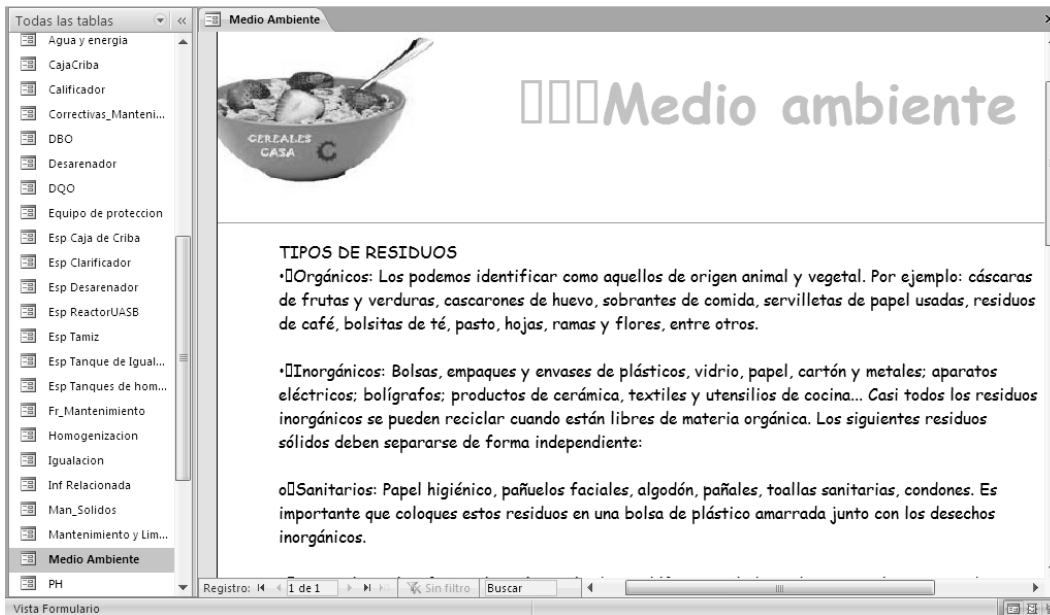 Todas las tablas
Agua y energia
CajaCriba
Calificador
Correctivas_Manteni...
DBO
Desarenador
DQO
Equipo de proteccion
Esp Caja de Criba
Esp Clarificador
Esp Desarenador
Esp ReactorUASB
Esp Tamiz
Esp Tanque de Igual...
Esp Tanques de hom...
Fr_Mantenimiento
Homogenizacion
Igualacion
Inf Relacionada
Man_Solidos
Mantenimiento y Lim...
Medio Ambiente
PH
Medio Ambiente
CEREALES
CASA C
Medio ambiente
TIPOS DE RESIDUOS
•Orgánicos: Los podemos identificar como aquellos de origen animal y vegetal. Por ejemplo: cáscaras
de frutas y verduras, cascarones de huevo, sobrantes de comida, servilletas de papel usadas, residuos
de café, bolsitas de té, pasto, hojas, ramas y flores, entre otros.
•Inorgánicos: Bolsas, empaques y envases de plásticos, vidrio, papel, cartón y metales; aparatos
eléctricos; bolígrafos; productos de cerámica, textiles y utensilios de cocina... Casi todos los residuos
inorgánicos se pueden reciclar cuando están libres de materia orgánica. Los siguientes residuos
sólidos deben separarse de forma independiente:
oSanitarios: Papel higiénico, pañuelos faciales, algodón, pañales, toallas sanitarias, condones. Es
importante que coloques estos residuos en una bolsa de plástico amarrada junto con los desechos
inorgánicos.
Registro: 1 de 1 Sin filtro Buscar
Vista Formulario